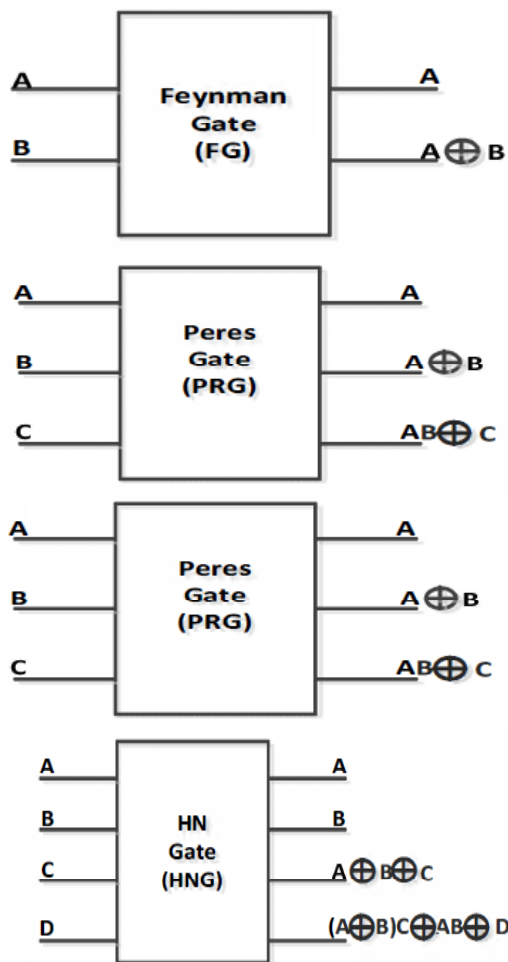 A
Feynman
Gate
(FG)
A
B
A ⊕ B
A
Peres
Gate
(PRG)
A
B
A ⊕ B
C
AB ⊕ C
A
Peres
Gate
(PRG)
A
B
A ⊕ B
C
AB ⊕ C
A
HN
Gate
(HNG)
A
B
B
C
A ⊕ B ⊕ C
D
(A ⊕ B)C ⊕ AB ⊕ D